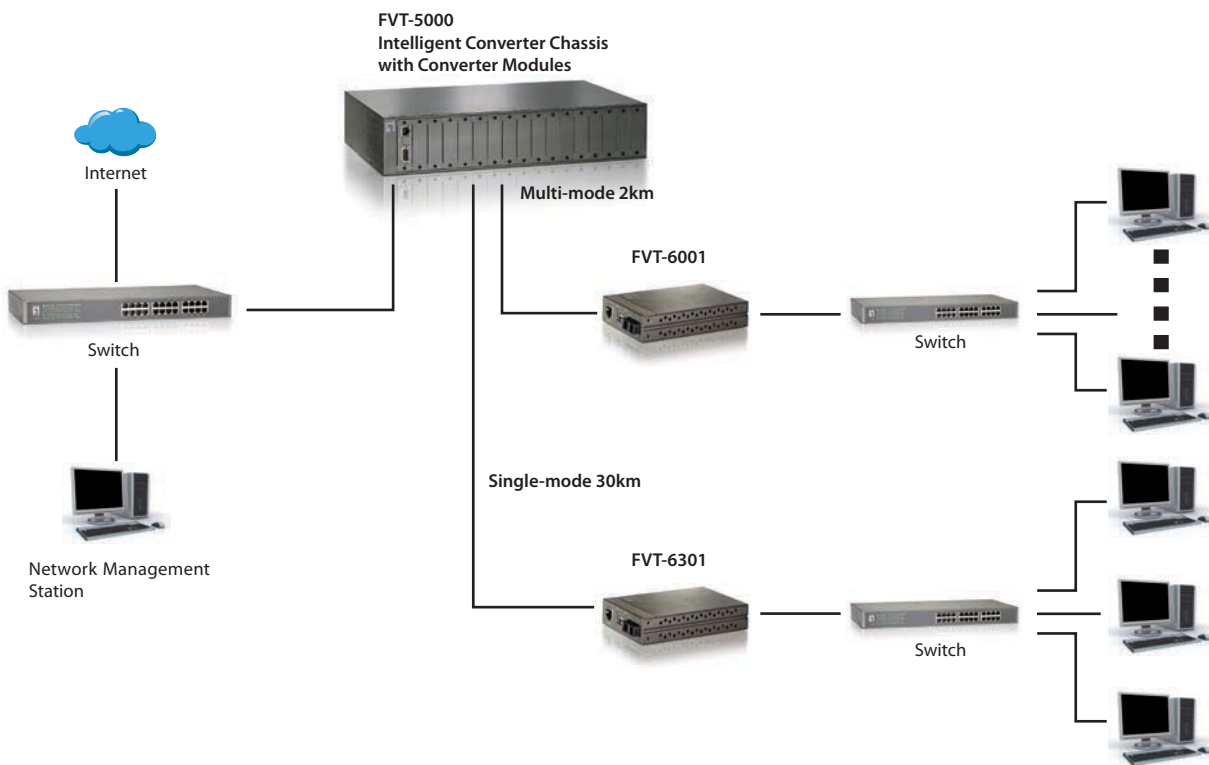 FVT-5000
Intelligent Converter Chassis
with Converter Modules
Internet
Multi-mode 2km
FVT-6001
Switch
Switch
Single-mode 30km
Network Management
Station
FVT-6301
Switch